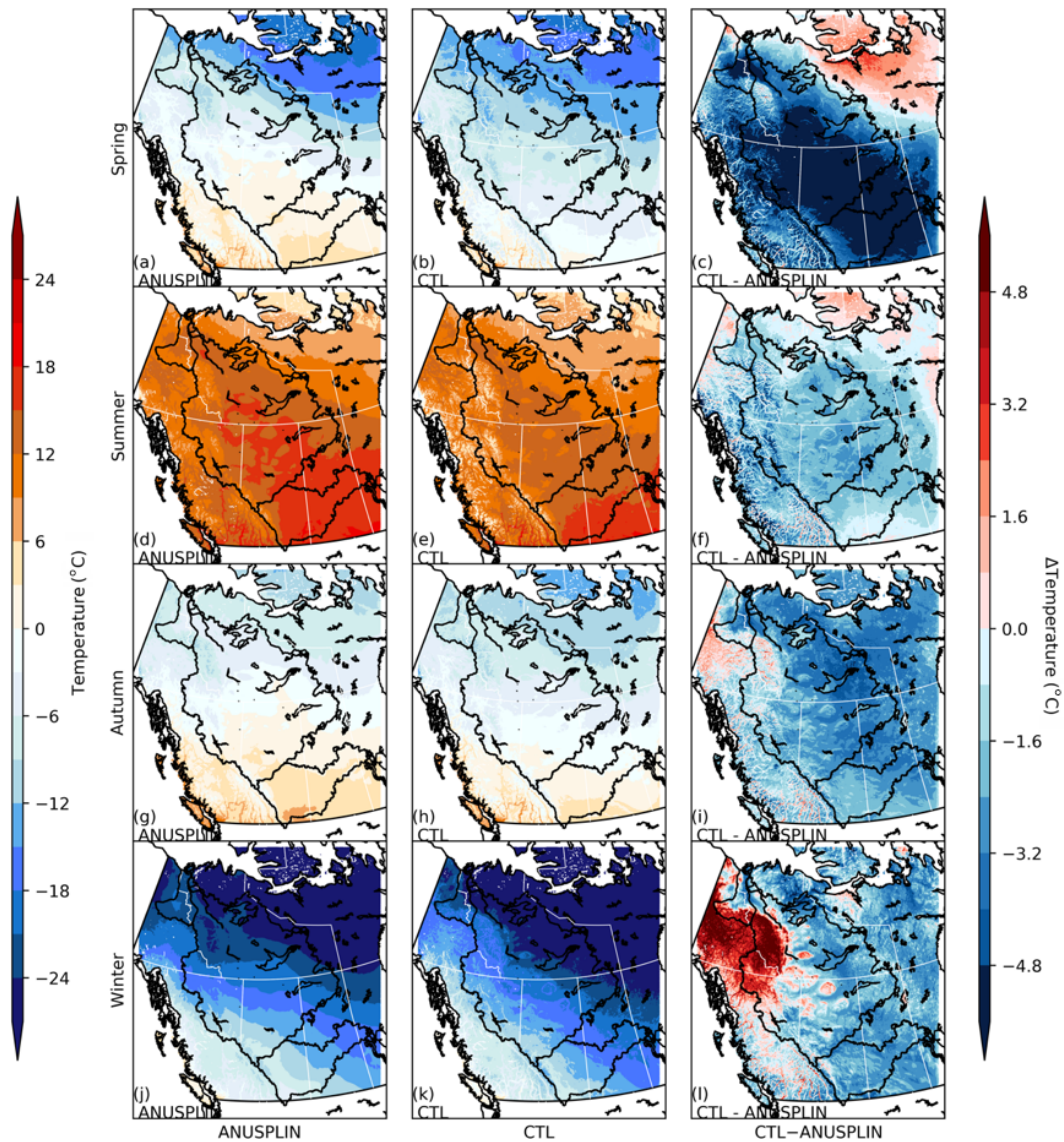 Spring
(a)
ANUSPLIN
(b)
CTL
(c)
CTL - ANUSPLIN
Summer
(d)
ANUSPLIN
(e)
CTL
(f)
CTL - ANUSPLIN
Autumn
(g)
ANUSPLIN
(h)
CTL
(i)
CTL - ANUSPLIN
Winter
(j)
ANUSPLIN
(k)
CTL
(l)
CTL - ANUSPLIN
ANUSPLIN
CTL
CTL−ANUSPLIN
24
18
12
6
0
−6
−12
−18
−24
Temperature (°C)
4.8
3.2
1.6
0.0
−1.6
−3.2
−4.8
ΔTemperature (°C)